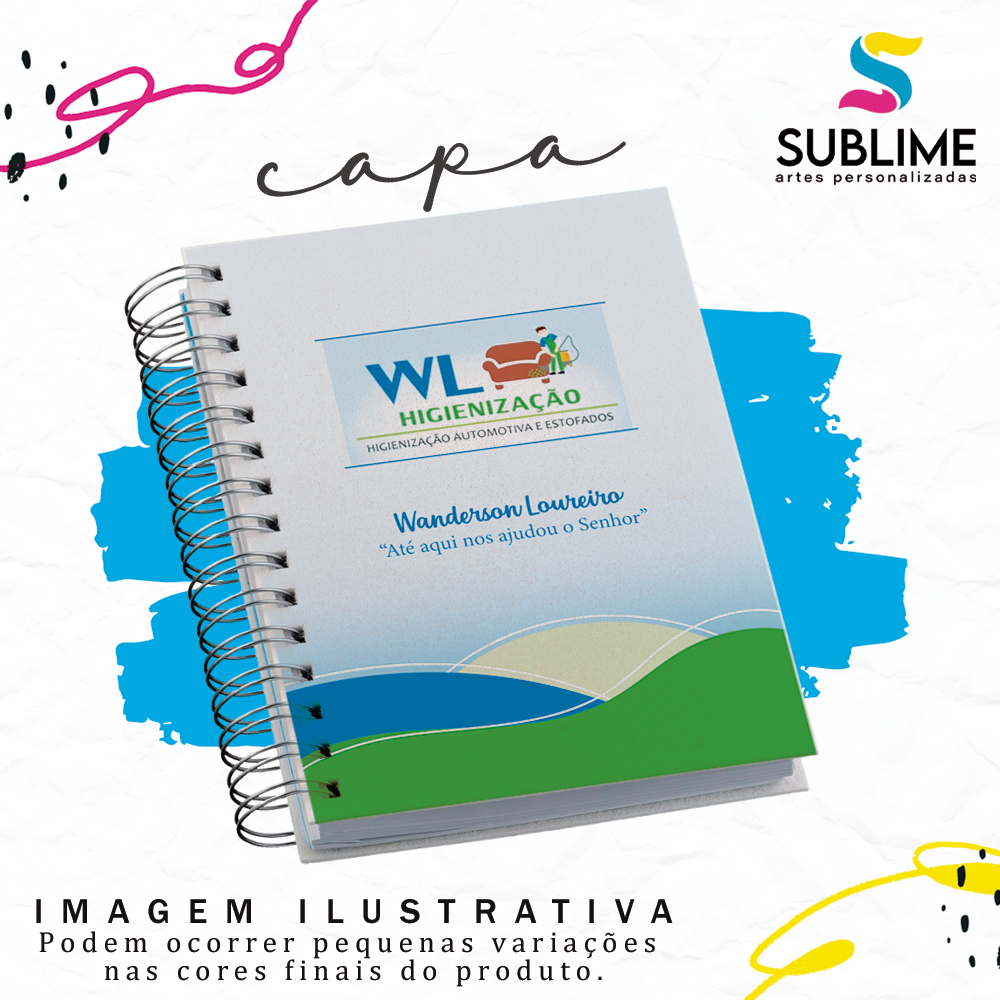 SUBLIME
artes personalizadas
capa
WL
HIGIENIZAÇÃO
HIGIENIZAÇÃO AUTOMOTIVA E ESTOFADOS
Wanderson Loureiro
“Até aqui nos ajudou o Senhor”
IMAGEM ILUSTRATIVA
Podem ocorrer pequenas variações
nas cores finais do produto.